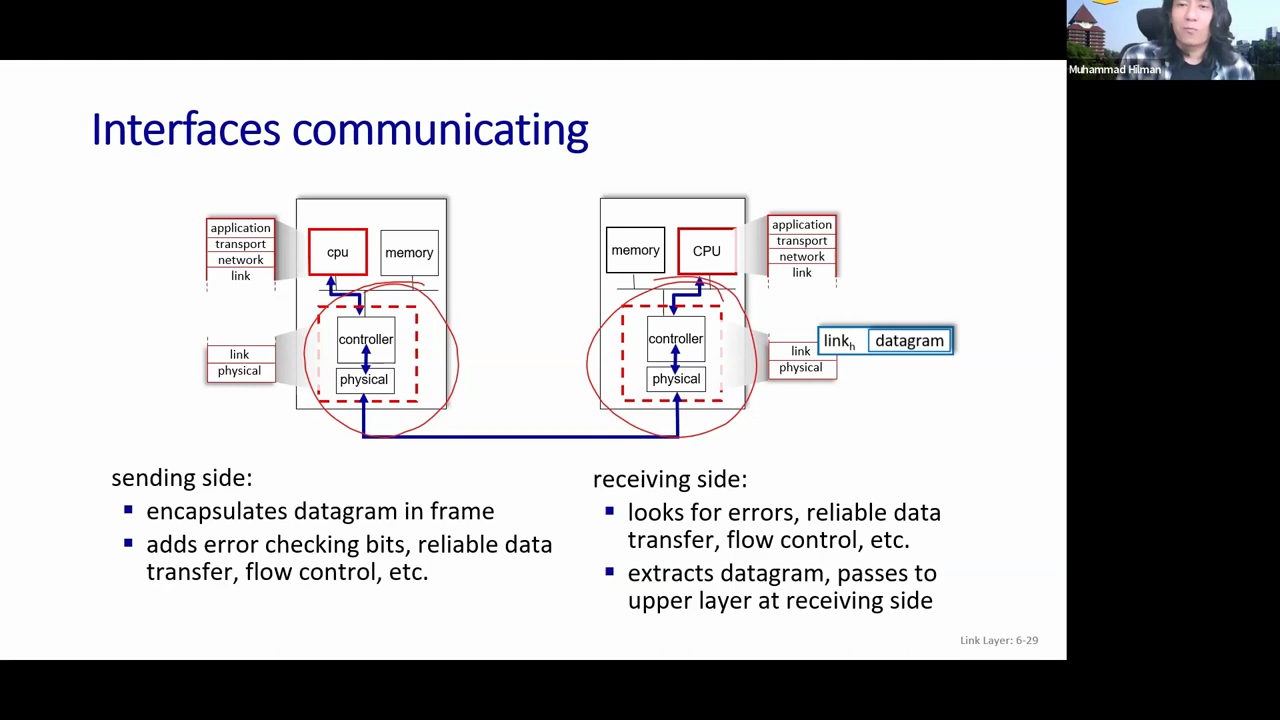 Muhammad Hilman
Interfaces communicating
application
transport
network
link
cpu
memory
link
physical
controller
physical
memory
CPU
application
transport
network
link
controller
physical
link
physical
linkh datagram
sending side:
▪ encapsulates datagram in frame
▪ adds error checking bits, reliable data
transfer, flow control, etc.
receiving side:
▪ looks for errors, reliable data
transfer, flow control, etc.
▪ extracts datagram, passes to
upper layer at receiving side
Link Layer: 6-29